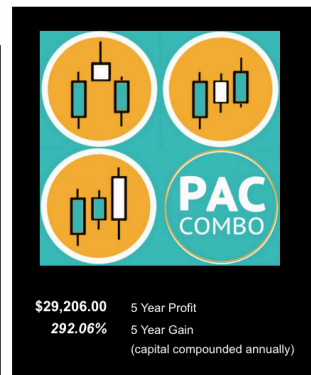 PAC
COMBO
$29,206.00 5 Year Profit
292.06% 5 Year Gain
(capital compounded annually)